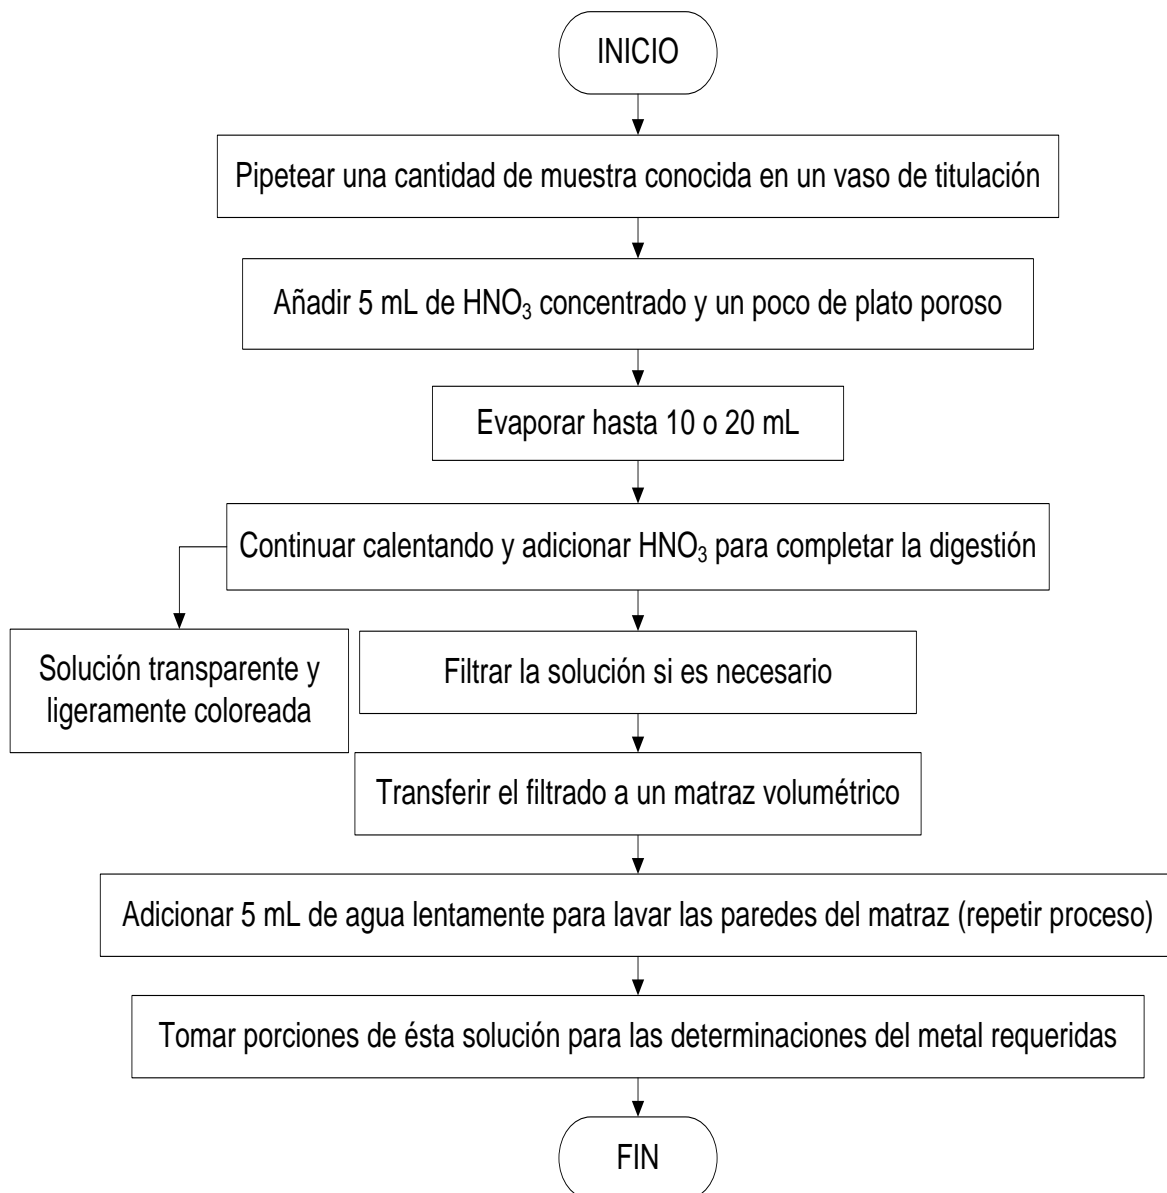 INICIO
Pipetear una cantidad de muestra conocida en un vaso de titulación
Añadir 5 mL de HNO₃ concentrado y un poco de plato poroso
Evaporar hasta 10 o 20 mL
Continuar calentando y adicionar HNO₃ para completar la digestión
Solución transparente y
ligeramente coloreada
Filtrar la solución si es necesario
Transferir el filtrado a un matraz volumétrico
Adicionar 5 mL de agua lentamente para lavar las paredes del matraz (repetir proceso)
Tomar porciones de ésta solución para las determinaciones del metal requeridas
FIN